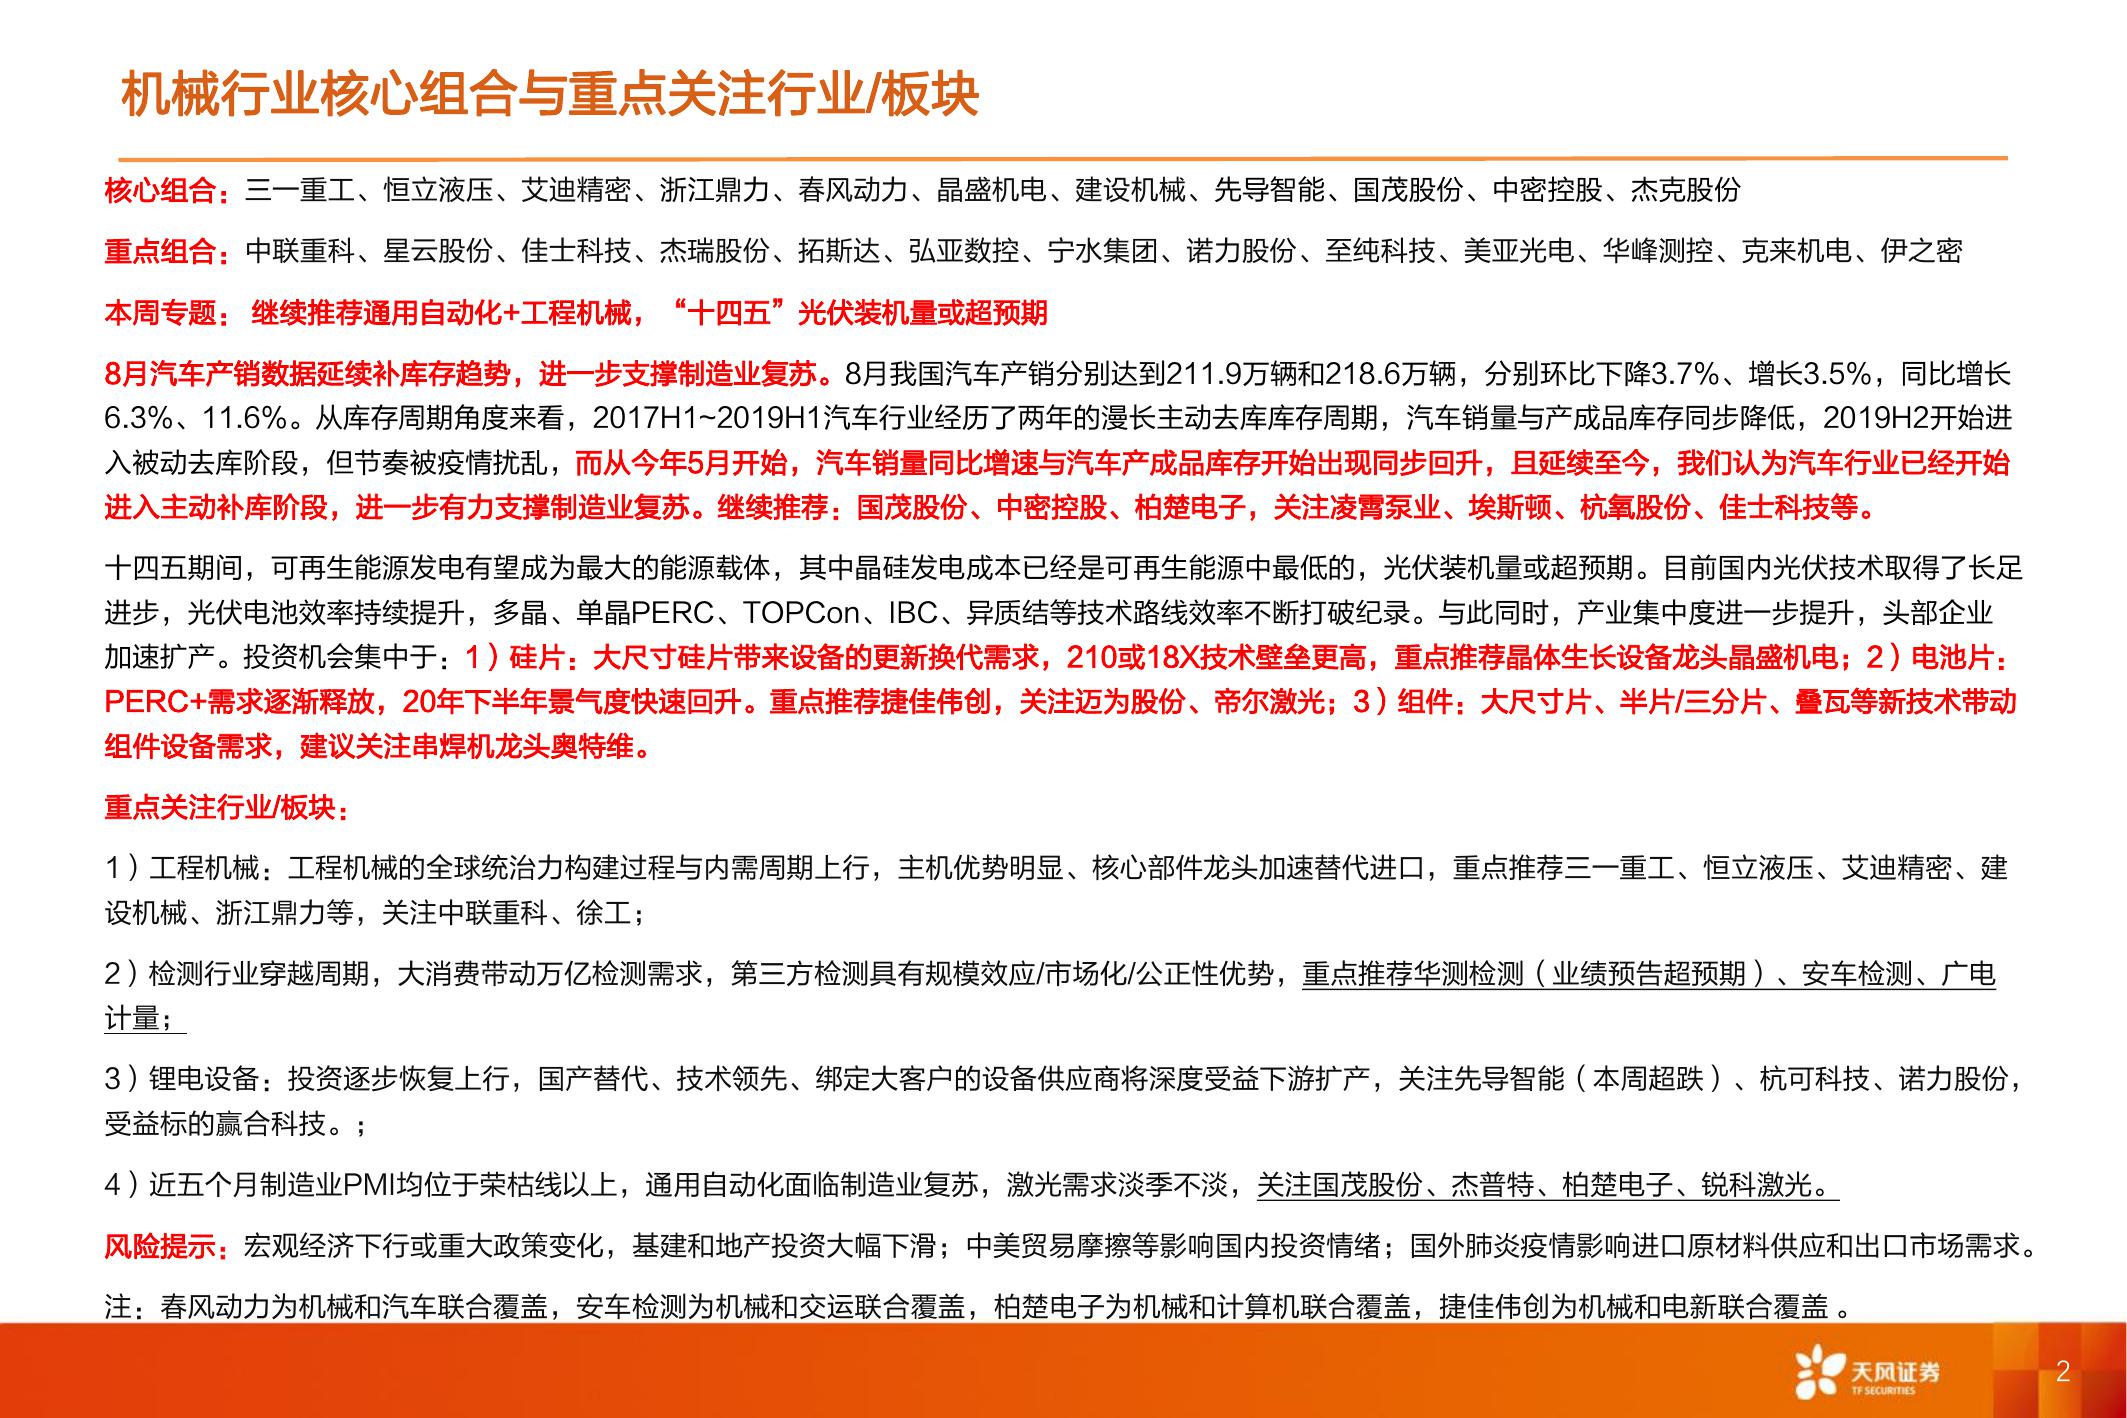 机械行业核心组合与重点关注行业/板块
核心组合：三一重工、恒立液压、艾迪精密、浙江鼎力、春风动力、晶盛机电、建设机械、先导智能、国茂股份、中密控股、杰克股份
重点组合：中联重科、星云股份、佳士科技、杰瑞股份、拓斯达、弘亚数控、宁水集团、诺力股份、至纯科技、美亚光电、华峰测控、克来机电、伊之密
本周专题： 继续推荐通用自动化+工程机械，“十四五”光伏装机量或超预期
8月汽车产销数据延续补库存趋势，进一步支撑制造业复苏。8月我国汽车产销分别达到211.9万辆和218.6万辆，分别环比下降3.7%、增长3.5%，同比增长
6.3%、11.6%。从库存周期角度来看，2017H1~2019H1汽车行业经历了两年的漫长主动去库库存周期，汽车销量与产成品库存同步降低，2019H2开始进
入被动去库阶段，但节奏被疫情扰乱，而从今年5月开始，汽车销量同比增速与汽车产成品库存开始出现同步回升，且延续至今，我们认为汽车行业已经开始
进入主动补库阶段，进一步有力支撑制造业复苏。继续推荐：国茂股份、中密控股、柏楚电子，关注凌霄泵业、埃斯顿、杭氧股份、佳士科技等。
十四五期间，可再生能源发电有望成为最大的能源载体，其中晶硅发电成本已经是可再生能源中最低的，光伏装机量或超预期。目前国内光伏技术取得了长足
进步，光伏电池效率持续提升，多晶、单晶PERC、TOPCon、IBC、异质结等技术路线效率不断打破纪录。与此同时，产业集中度进一步提升，头部企业
加速扩产。投资机会集中于：1）硅片：大尺寸硅片带来设备的更新换代需求，210或18X技术壁垒更高，重点推荐晶体生长设备龙头晶盛机电；2）电池片：
PERC+需求逐渐释放，20年下半年景气度快速回升。重点推荐捷佳伟创，关注迈为股份、帝尔激光；3）组件：大尺寸片、半片/三分片、叠瓦等新技术带动
组件设备需求，建议关注串焊机龙头奥特维。
重点关注行业/板块：
1）工程机械：工程机械的全球统治力构建过程与内需周期上行，主机优势明显、核心部件龙头加速替代进口，重点推荐三一重工、恒立液压、艾迪精密、建
设机械、浙江鼎力等，关注中联重科、徐工；
2）检测行业穿越周期，大消费带动万亿检测需求，第三方检测具有规模效应/市场化/公正性优势，重点推荐华测检测（业绩预告超预期）、安车检测、广电
计量；
3）锂电设备：投资逐步恢复上行，国产替代、技术领先、绑定大客户的设备供应商将深度受益下游扩产，关注先导智能（本周超跌）、杭可科技、诺力股份，
受益标的赢合科技。；
4）近五个月制造业PMI均位于荣枯线以上，通用自动化面临制造业复苏，激光需求淡季不淡，关注国茂股份、杰普特、柏楚电子、锐科激光。
风险提示：宏观经济下行或重大政策变化，基建和地产投资大幅下滑；中美贸易摩擦等影响国内投资情绪；国外肺炎疫情影响进口原材料供应和出口市场需求。
注：春风动力为机械和汽车联合覆盖，安车检测为机械和交运联合覆盖，柏楚电子为机械和计算机联合覆盖，捷佳伟创为机械和电新联合覆盖 。
天风证券
TF SECURITIES
2